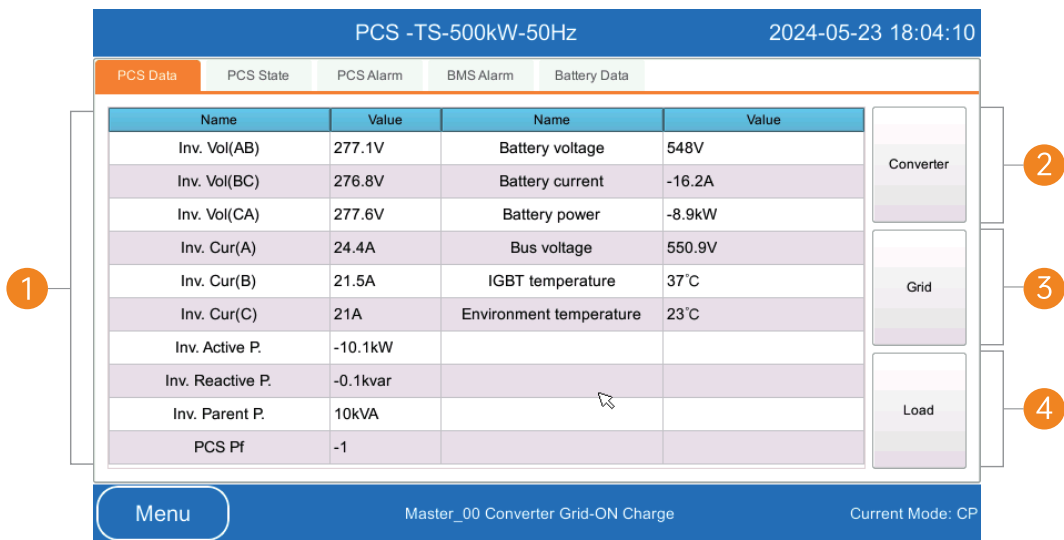 PCS -TS-500kW-50Hz 2024-05-23 18:04:10
PCS Data PCS State PCS Alarm BMS Alarm Battery Data
Name Value Name Value
Inv. Vol(AB) 277.1V Battery voltage 548V
Inv. Vol(BC) 276.8V Battery current -16.2A
Inv. Vol(CA) 277.6V Battery power -8.9kW
Inv. Cur(A) 24.4A Bus voltage 550.9V
Inv. Cur(B) 21.5A IGBT temperature 37°C
Inv. Cur(C) 21A Environment temperature 23°C
Inv. Active P. -10.1kW
Inv. Reactive P. -0.1kvar
Inv. Parent P. 10kVA
PCS Pf -1
Converter
Grid
Load
1
2
3
4
Menu Master_00 Converter Grid-ON Charge Current Mode: CP